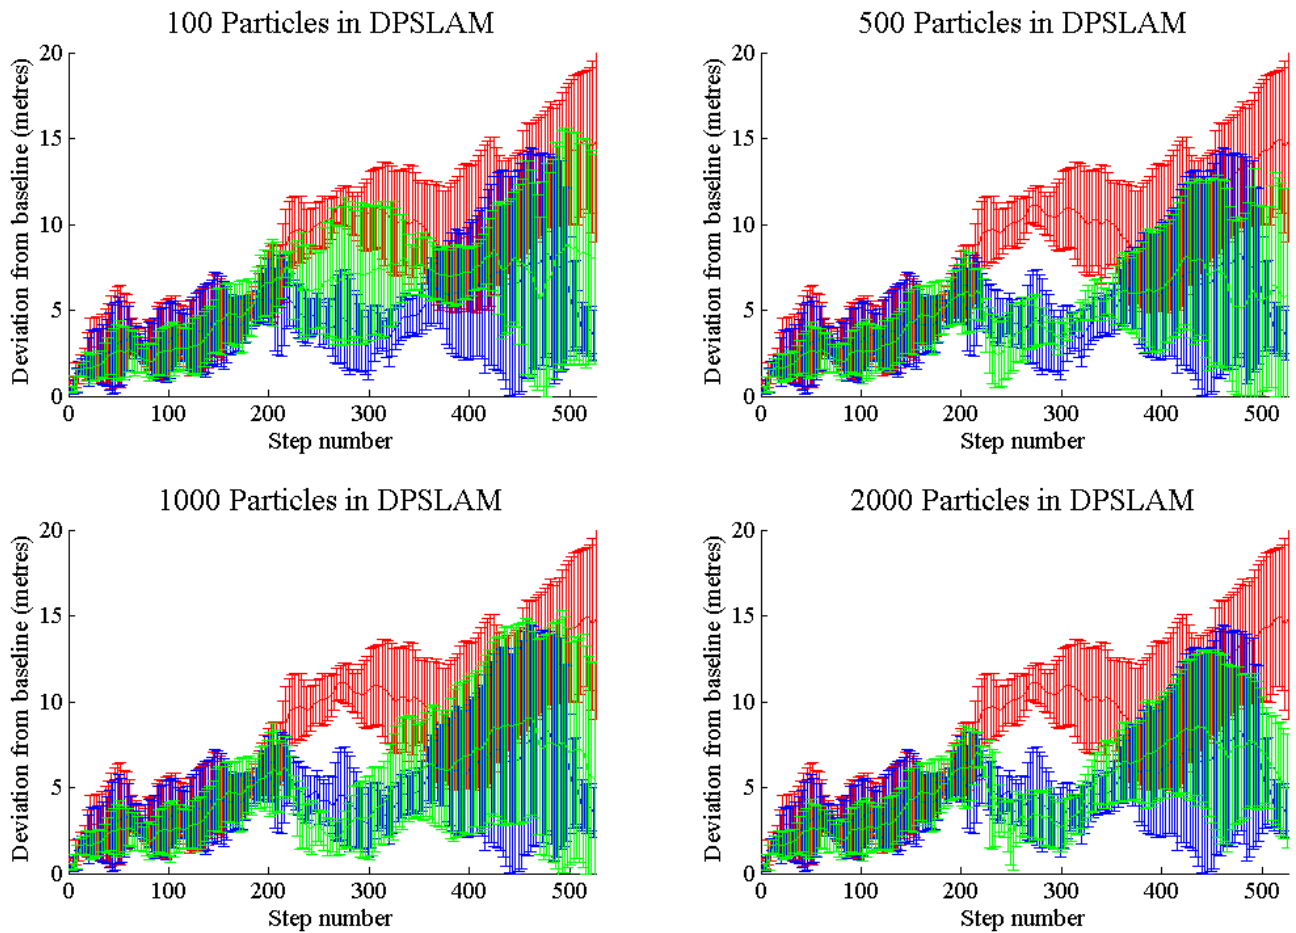 100 Particles in DPSLAM
Deviation from baseline (metres)
20
15
10
5
0
0 100 200 300 400 500
Step number
500 Particles in DPSLAM
Deviation from baseline (metres)
20
15
10
5
0
0 100 200 300 400 500
Step number
1000 Particles in DPSLAM
Deviation from baseline (metres)
20
15
10
5
0
0 100 200 300 400 500
Step number
2000 Particles in DPSLAM
Deviation from baseline (metres)
20
15
10
5
0
0 100 200 300 400 500
Step number